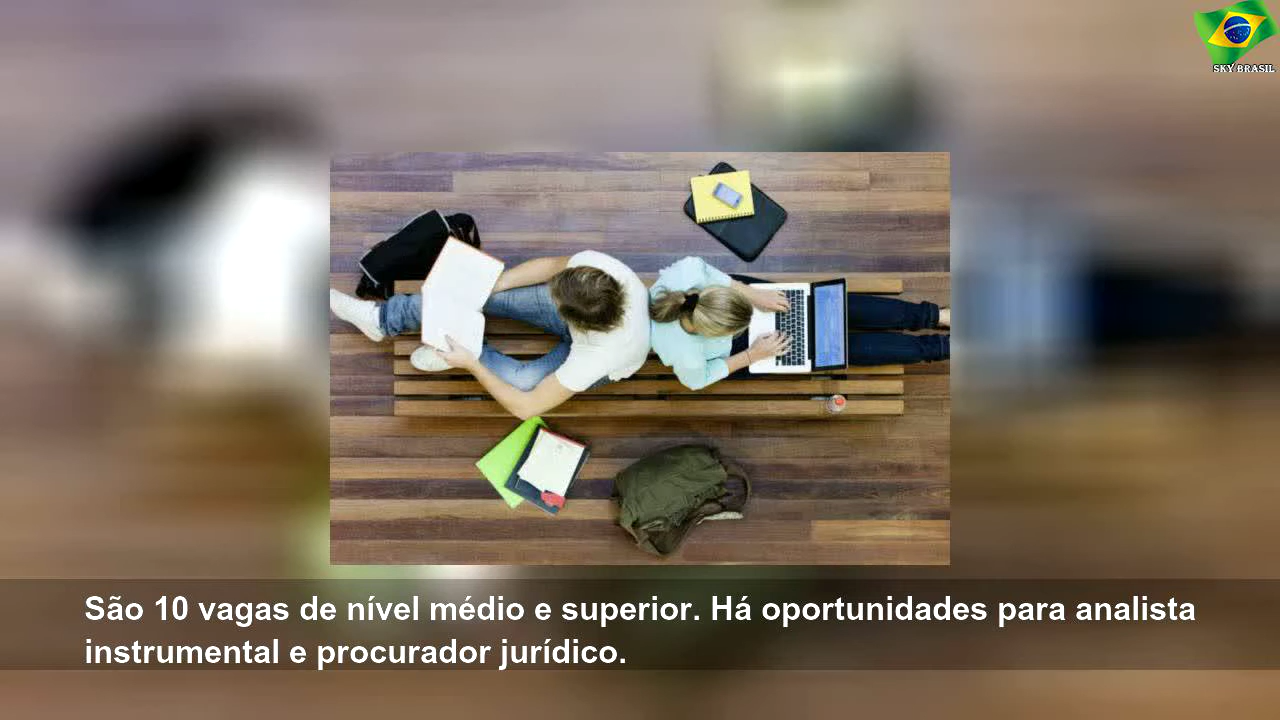 SKY BRASIL
São 10 vagas de nível médio e superior. Há oportunidades para analista
instrumental e procurador jurídico.